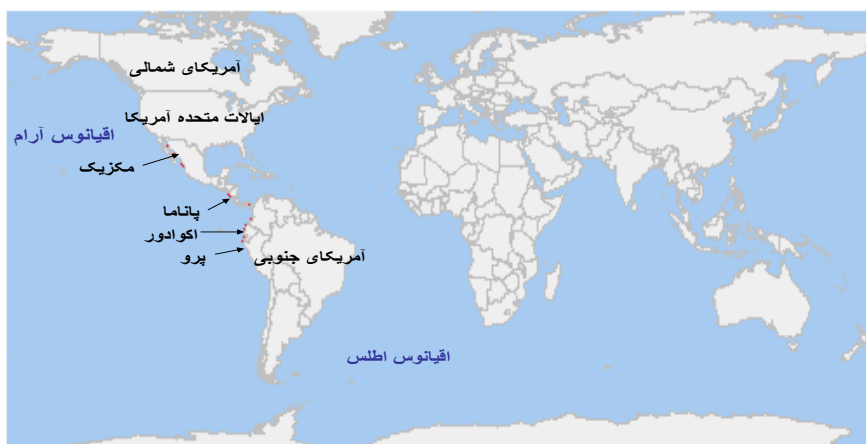 آمریکای شمالی
ایالات متحده آمریکا
اقیانوس آرام
مکزیک
پاناما
اکوادور
آمریکای جنوبی
پرو
اقیانوس اطلس